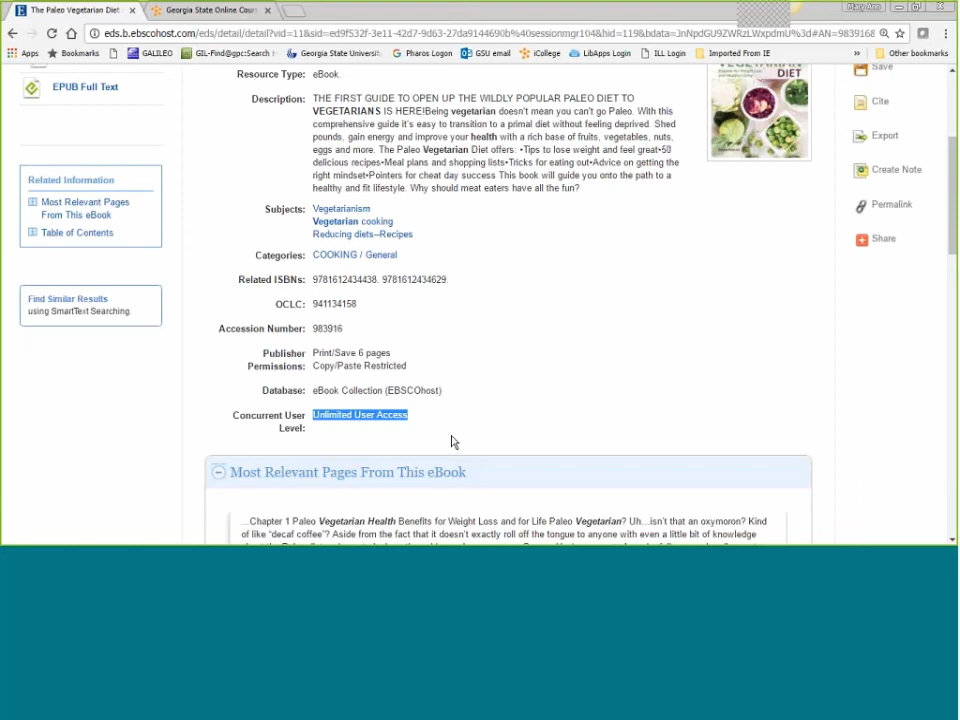 The Paleo Vegetarian Diet
Georgia State Online Cour
Mary Ann
eds.b.ebscohost.com/eds/detail/detail?vid=11&sid=ed9f532f-3e11-42d7-9d63-27da9144690b%40sessionmgr104&hid=119&bdata=JnNpdGU9ZWRzLWxpdmU%3d#AN=983916&
Apps Bookmarks GALILEO GIL-Find@gpc:Search Georgia State Universit Pharos Logon GSU email iCollege LibApps Login ILL Login Imported From IE » Other bookmarks
Resource Type: eBook.
EPUB Full Text
Description: THE FIRST GUIDE TO OPEN UP THE WILDLY POPULAR PALEO DIET TO
VEGETARIANS IS HERE!Being vegetarian doesn't mean you can't go Paleo. With this
comprehensive guide it's easy to transition to a primal diet without feeling deprived. Shed
pounds, gain energy and improve your health with a rich base of fruits, vegetables, nuts,
eggs and more. The Paleo Vegetarian Diet offers: •Tips to lose weight and feel great•50
delicious recipes•Meal plans and shopping lists•Tricks for eating out•Advice on getting the
right mindset•Pointers for cheat day success This book will guide you onto the path to a
healthy and fit lifestyle. Why should meat eaters have all the fun?
VEGETARIAN
DIET
Save
Cite
Export
Create Note
Permalink
Share
Related Information
Most Relevant Pages
From This eBook
Table of Contents
Find Similar Results
using SmartText Searching.
Subjects: Vegetarianism
Vegetarian cooking
Reducing diets--Recipes
Categories: COOKING / General
Related ISBNs: 9781612434438. 9781612434629.
OCLC: 941134158
Accession Number: 983916
Publisher Print/Save 6 pages
Permissions: Copy/Paste Restricted
Database: eBook Collection (EBSCOhost)
Concurrent User Unlimited User Access
Level:
Most Relevant Pages From This eBook
...Chapter 1 Paleo Vegetarian Health Benefits for Weight Loss and for Life Paleo Vegetarian? Uh...isn't that an oxymoron? Kind
of like "decaf coffee"? Aside from the fact that it doesn't exactly roll off the tongue to anyone with even a little bit of knowledge